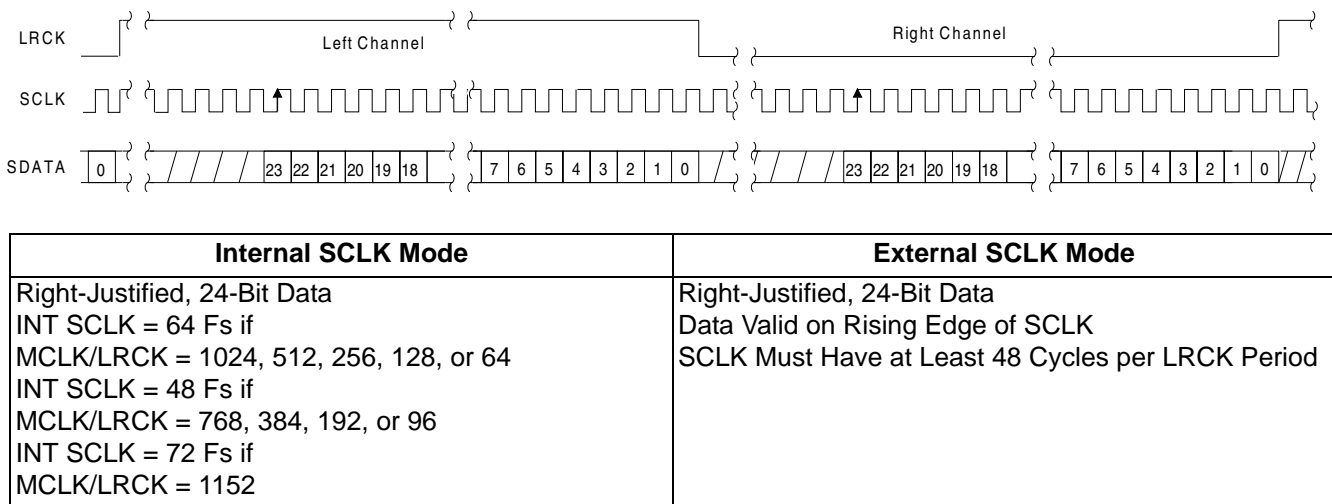 LRCK Left Channel Right Channel
SCLK
SDATA 0 23 22 21 20 19 18 7 6 5 4 3 2 1 0 23 22 21 20 19 18 7 6 5 4 3 2 1 0
Internal SCLK Mode External SCLK Mode
Right-Justified, 24-Bit Data
INT SCLK = 64 Fs if
MCLK/LRCK = 1024, 512, 256, 128, or 64
INT SCLK = 48 Fs if
MCLK/LRCK = 768, 384, 192, or 96
INT SCLK = 72 Fs if
MCLK/LRCK = 1152
Right-Justified, 24-Bit Data
Data Valid on Rising Edge of SCLK
SCLK Must Have at Least 48 Cycles per LRCK Period